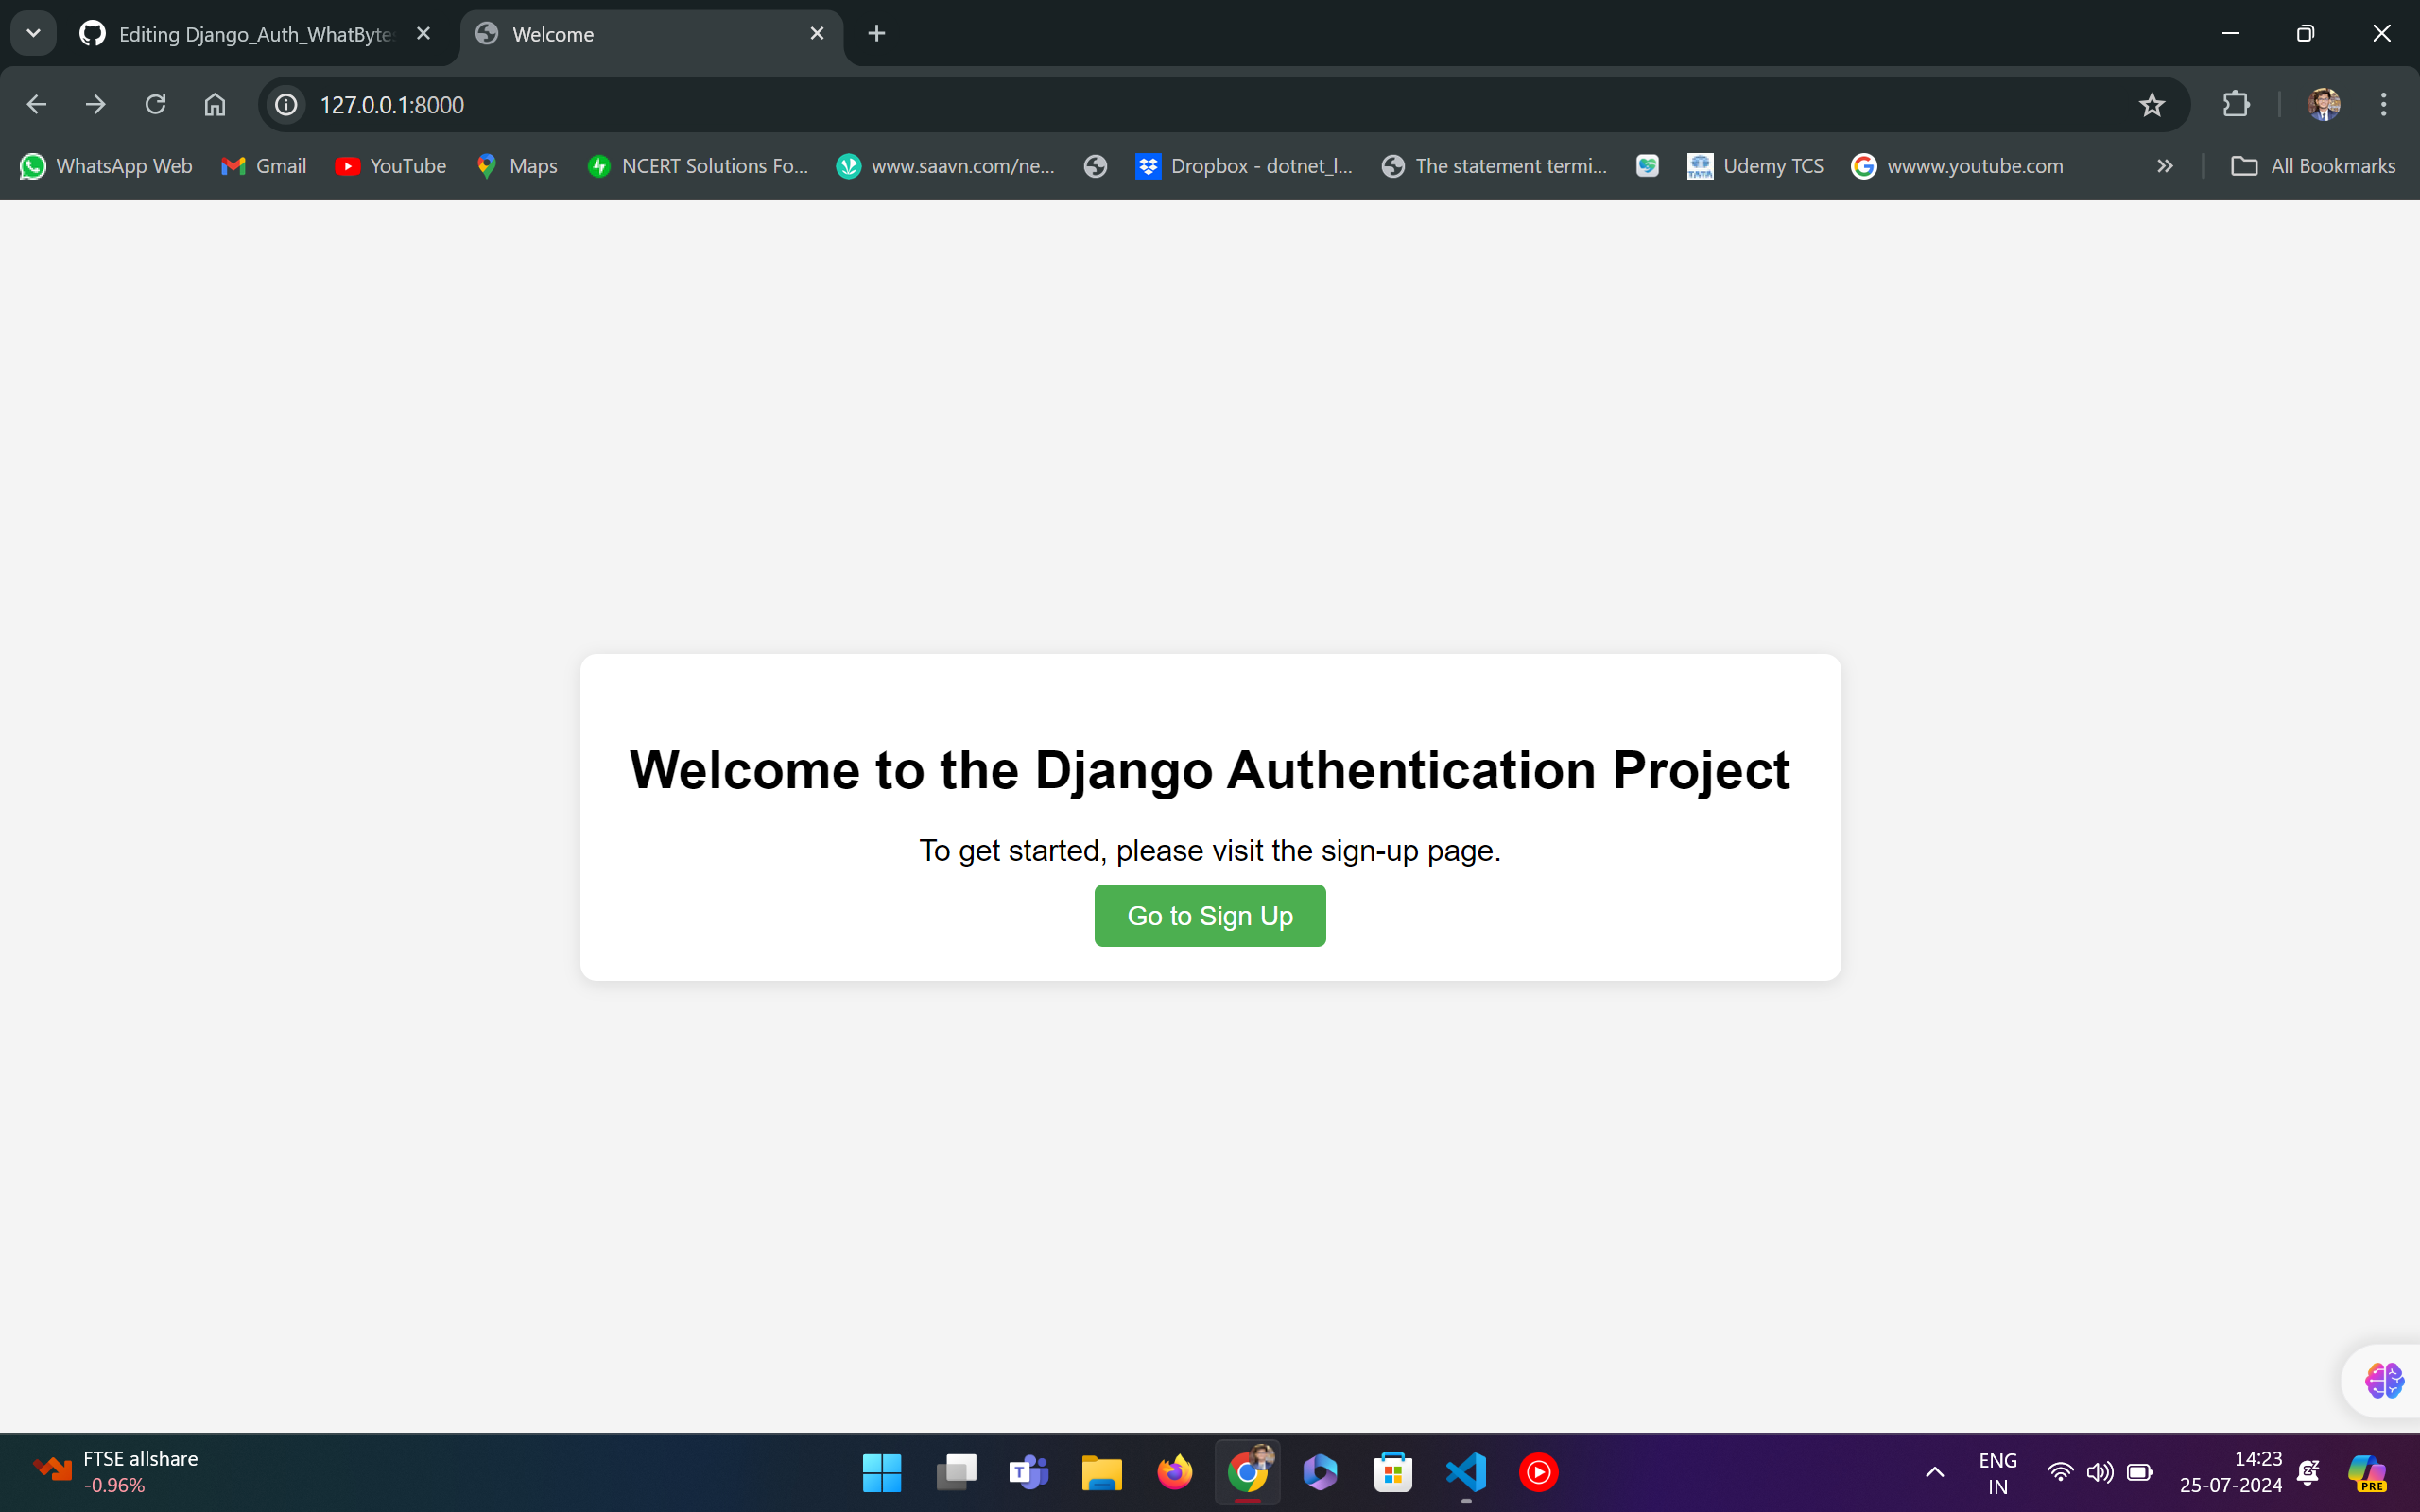 Editing Django_Auth_WhatBytes
Welcome
127.0.0.1:8000
WhatsApp Web
Gmail
YouTube
Maps
NCERT Solutions Fo...
www.saavn.com/ne...
Dropbox - dotnet_l...
The statement termi...
TATA
Udemy TCS
wwww.youtube.com
All Bookmarks
Welcome to the Django Authentication Project
To get started, please visit the sign-up page.
Go to Sign Up
FTSE allshare
-0.96%
T
ENG
IN
14:23
25-07-2024
PRE